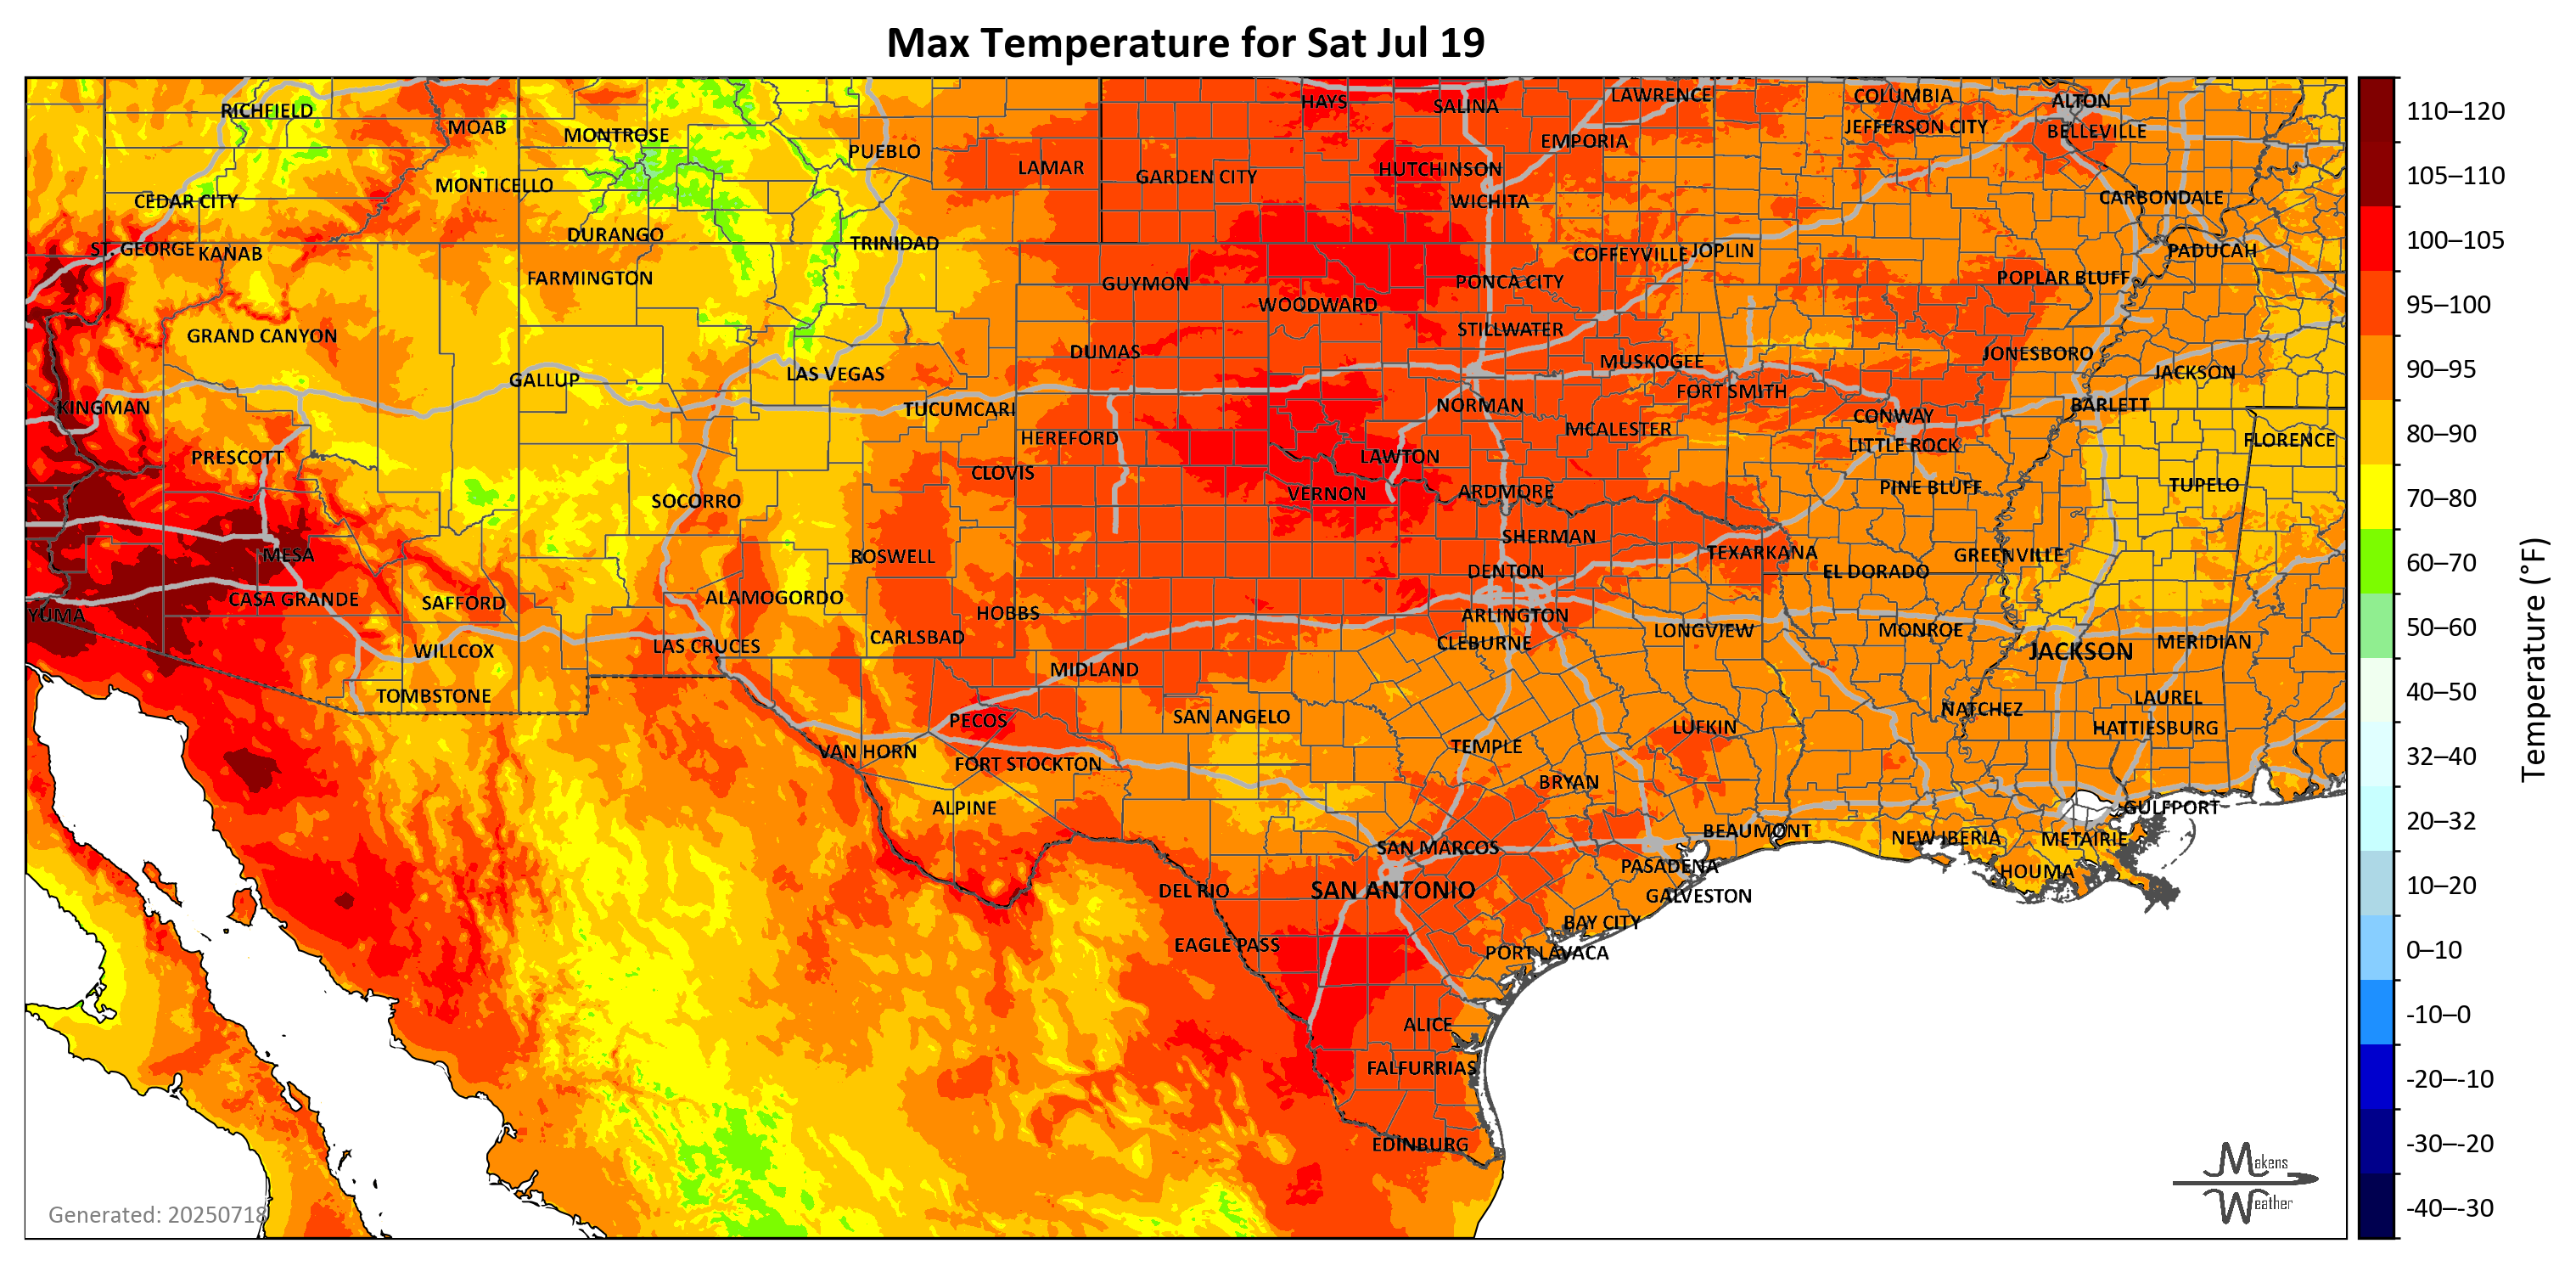 Max Temperature for Sat Jul 19
RICHFIELD
MOAB
MONTROSE
PUEBLO
LAMAR
GARDEN CITY
HAYS
SALINA
HUTCHINSON
WICHITA
EMPORIA
LAWRENCE
COLUMBIA
JEFFERSON CITY
ALTON
BELLEVILLE
CARBONDALE
CEDAR CITY
MONTICELLO
ST. GEORGE
KANAB
DURANGO
TRINIDAD
FARMINGTON
GUYMON
WOODWARD
PONCA CITY
COFFEYVILLE
JOPLIN
POPLAR BLUFF
PADUCAH
GRAND CANYON
STILLWATER
DUMAS
MUSKOGEE
JONESBORO
JACKSON
GALLUP
LAS VEGAS
FORT SMITH
KINGMAN
TUCUMCARI
NORMAN
CONWAY
BARLETT
HEREFORD
MCALESTER
LITTLE ROCK
FLORENCE
PRESCOTT
CLOVIS
LAWTON
VERNON
ARDMORE
PINE BLUFF
TUPELO
SOCORRO
SHERMAN
MESA
ROSWELL
TEXARKANA
GREENVILLE
DENTON
EL DORADO
CASA GRANDE
SAFFORD
ALAMOGORDO
HOBBS
YUMA
ARLINGTON
CARLSBAD
CLEBURNE
LONGVIEW
MONROE
JACKSON
MERIDIAN
WILLCOX
LAS CRUCES
MIDLAND
TOMBSTONE
PECOS
SAN ANGELO
LUFKIN
NATCHEZ
LAUREL
HATTIESBURG
VAN HORN
FORT STOCKTON
TEMPLE
BRYAN
ALPINE
GULFPORT
BEAUMONT
NEW IBERIA
METAIRIE
SAN MARCOS
PASADENA
HOUMA
DEL RIO
SAN ANTONIO
GALVESTON
BAY CITY
EAGLE PASS
PORT LAVACA
ALICE
FALFURRIAS
EDINBURG
Generated: 20250718
Makens
Weather
110–120
105–110
100–105
95–100
90–95
80–90
70–80
60–70
50–60
40–50
32–40
20–32
10–20
0–10
-10–0
-20–-10
-30–-20
-40–-30
Temperature (°F)